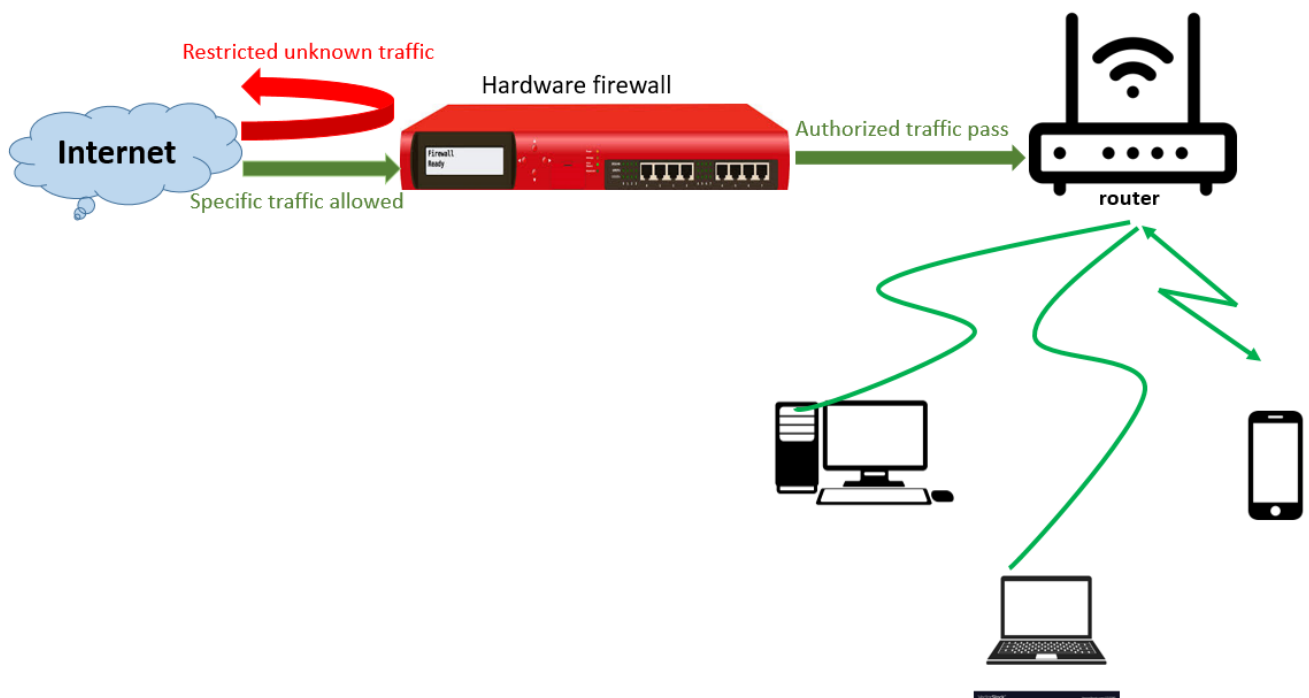 Restricted unknown traffic
Hardware firewall
Internet
Firewall
Ready
Authorized traffic pass
Specific traffic allowed
router